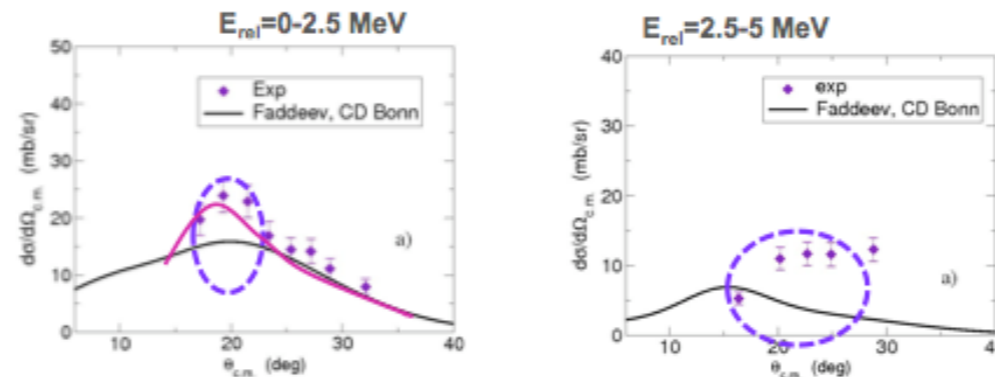 E_rel=0-2.5 MeV
50
40
30
20
10
0
10
20
30
40
dσ/dΩ_c.m. (mb/sr)
θ_c.m. (deg)
Exp
Faddeev, CD Bonn
a)
E_rel=2.5-5 MeV
40
30
20
10
0
10
20
30
40
dσ/dΩ_c.m. (mb/sr)
θ_c.m. (deg)
exp
Faddeev, CD Bonn
a)